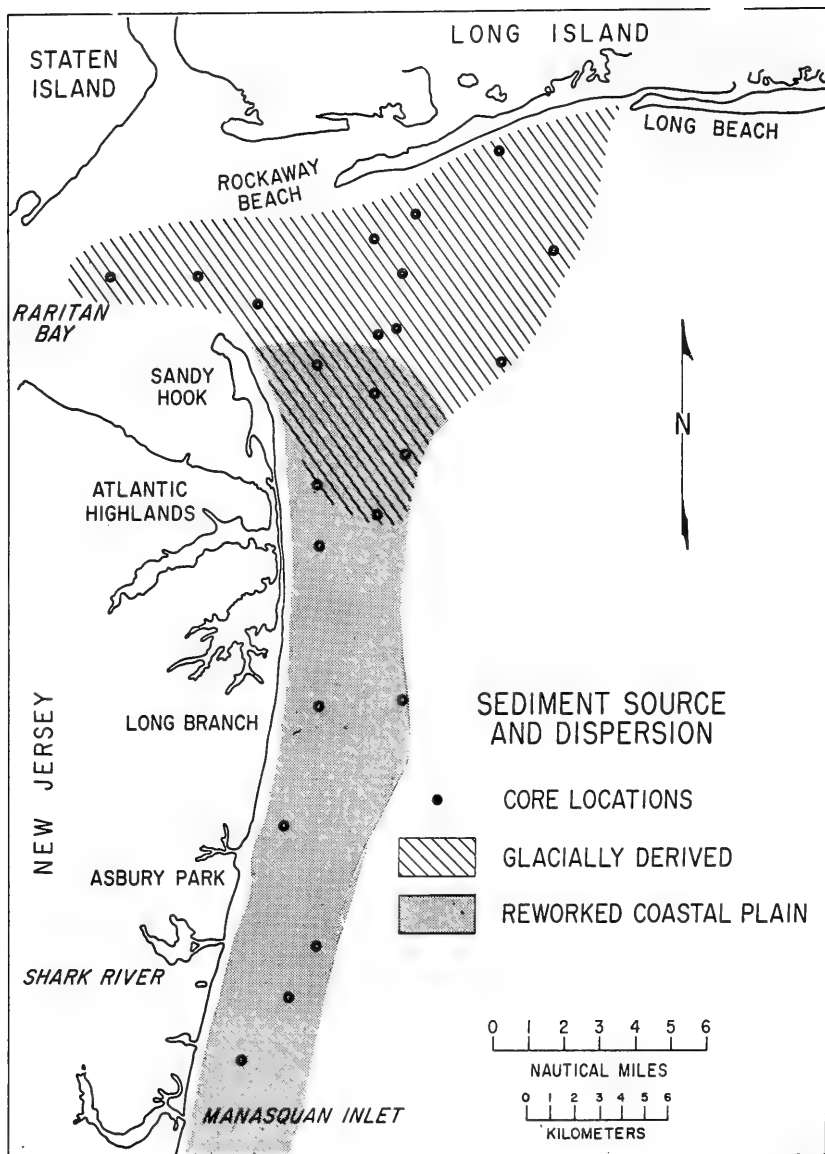 LONG ISLAND
STATEN
ISLAND
LONG BEACH
ROCKAWAY
BEACH
RARITAN
BAY
SANDY
HOOK
N
ATLANTIC
HIGHLANDS
NEW JERSEY
LONG BRANCH
SEDIMENT SOURCE
AND DISPERSION
CORE LOCATIONS
GLACIALLY DERIVED
REWORKED COASTAL PLAIN
ASBURY PARK
SHARK RIVER
MANASQUAN INLET
0 1 2 3 4 5 6
NAUTICAL MILES
0 1 2 3 4 5 6
KILOMETERS